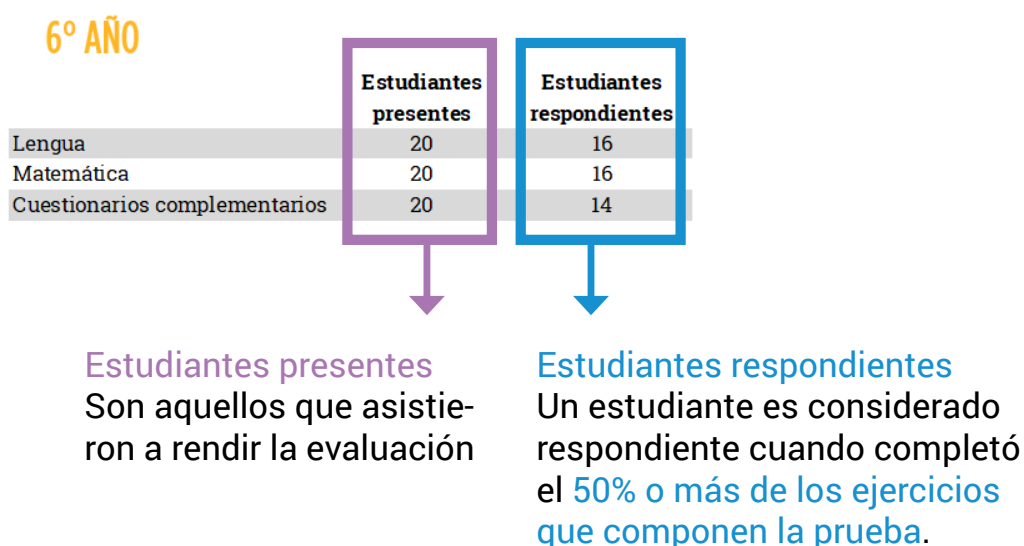 6º AÑO
Estudiantes presentes Estudiantes respondientes
Lengua 20 16
Matemática 20 16
Cuestionarios complementarios 20 14
Estudiantes presentes
Son aquellos que asistie-
ron a rendir la evaluación
Estudiantes respondientes
Un estudiante es considerado
respondiente cuando completó
el 50% o más de los ejercicios
que componen la prueba.